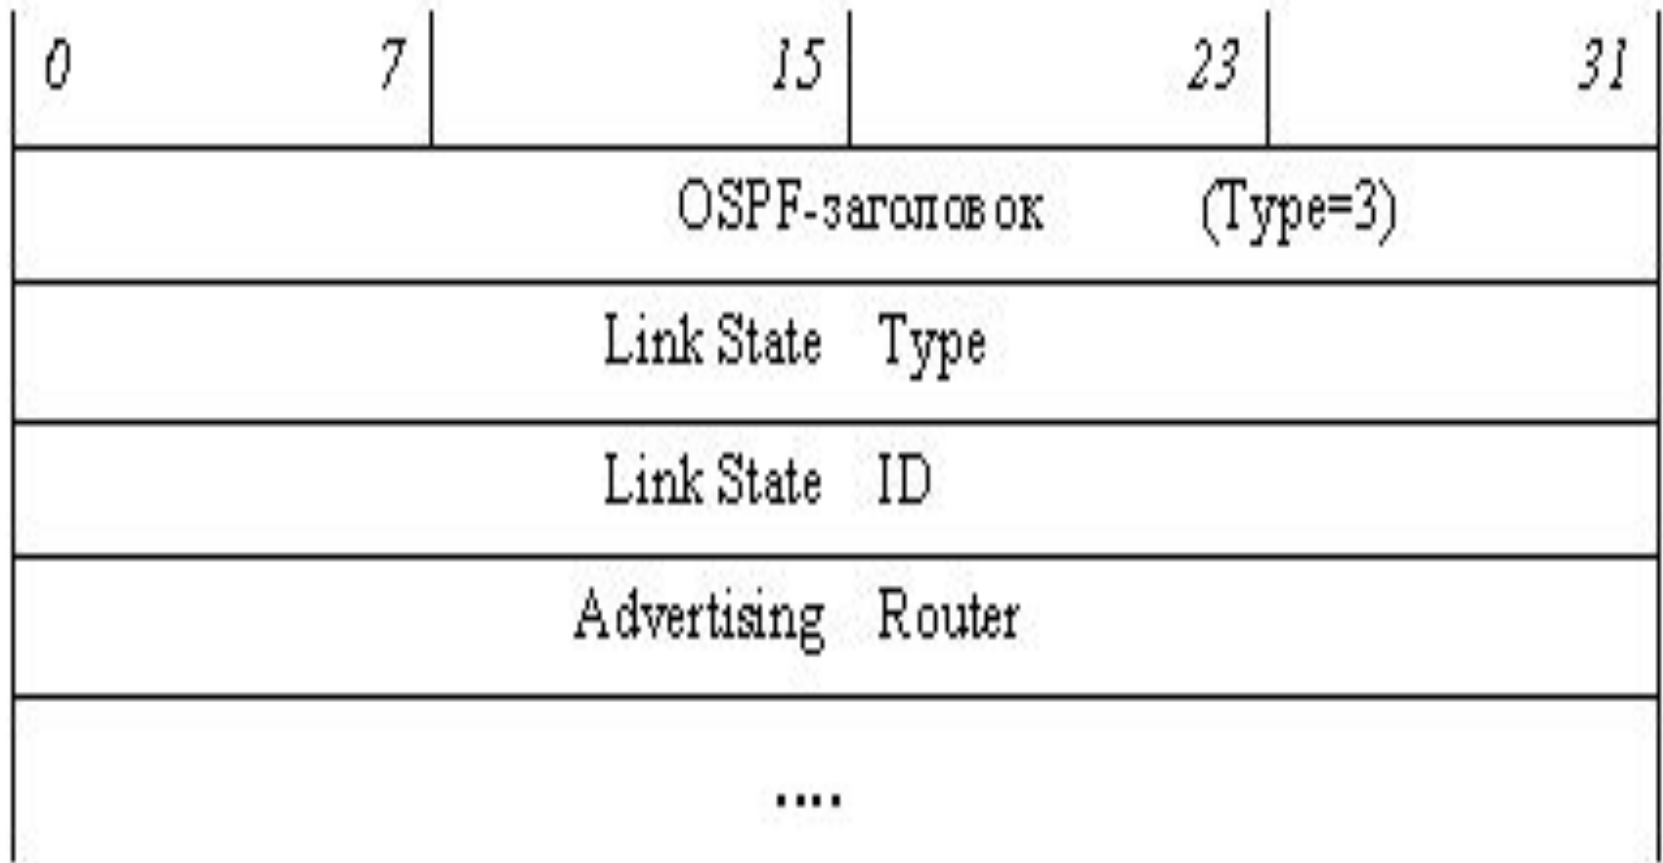 0 7 15 23 31
OSPF-заголовок (Type=3)
Link State Type
Link State ID
Advertising Router
....